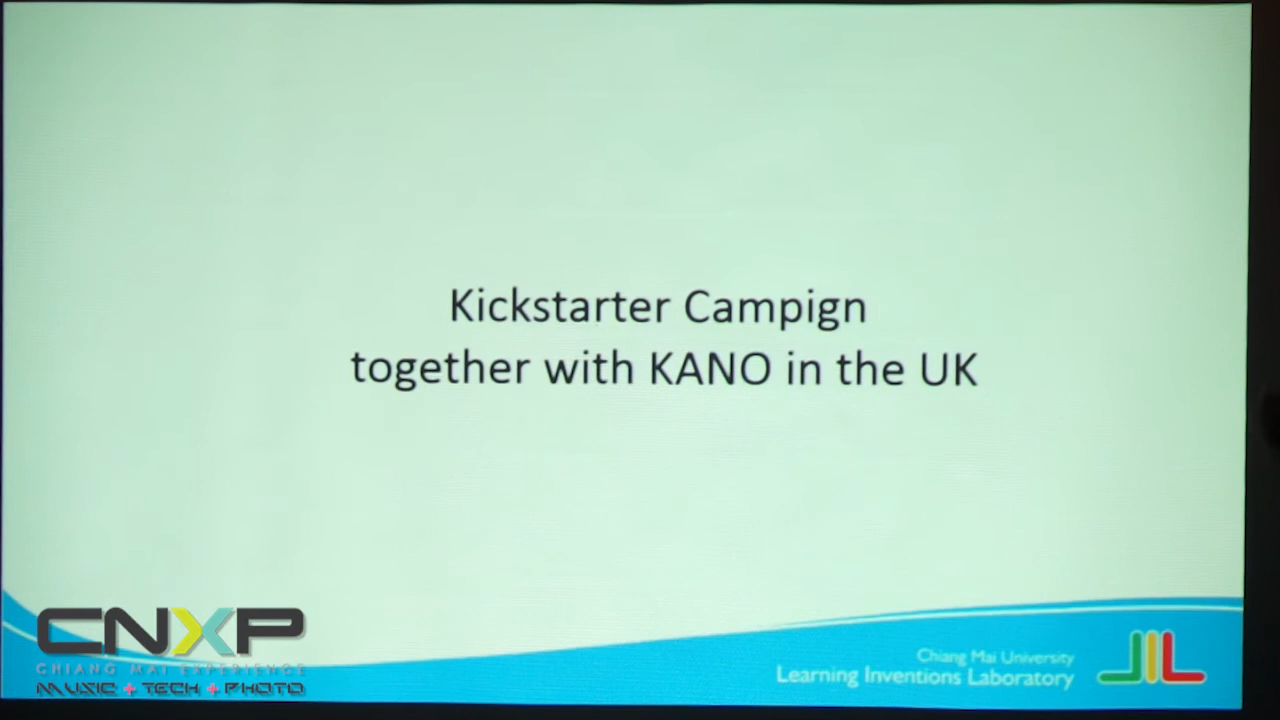 Kickstarter Campign
together with KANO in the UK
CNXP
CHIANG MAI EXPERIENCE
MUSIC + TECH + PHOTO
Chiang Mai University
Learning Inventions Laboratory